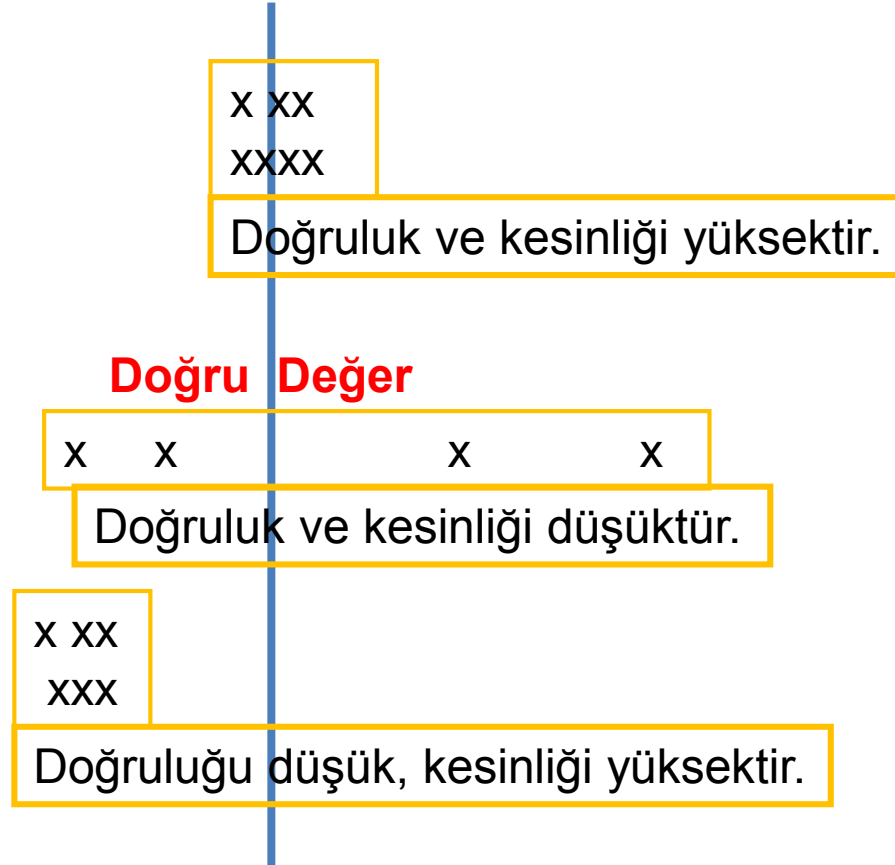 x xx
xxxx
Doğruluk ve kesinliği yüksektir.
Doğru Değer
x x x x
Doğruluk ve kesinliği düşüktür.
x xx
xxx
Doğruluğu düşük, kesinliği yüksektir.